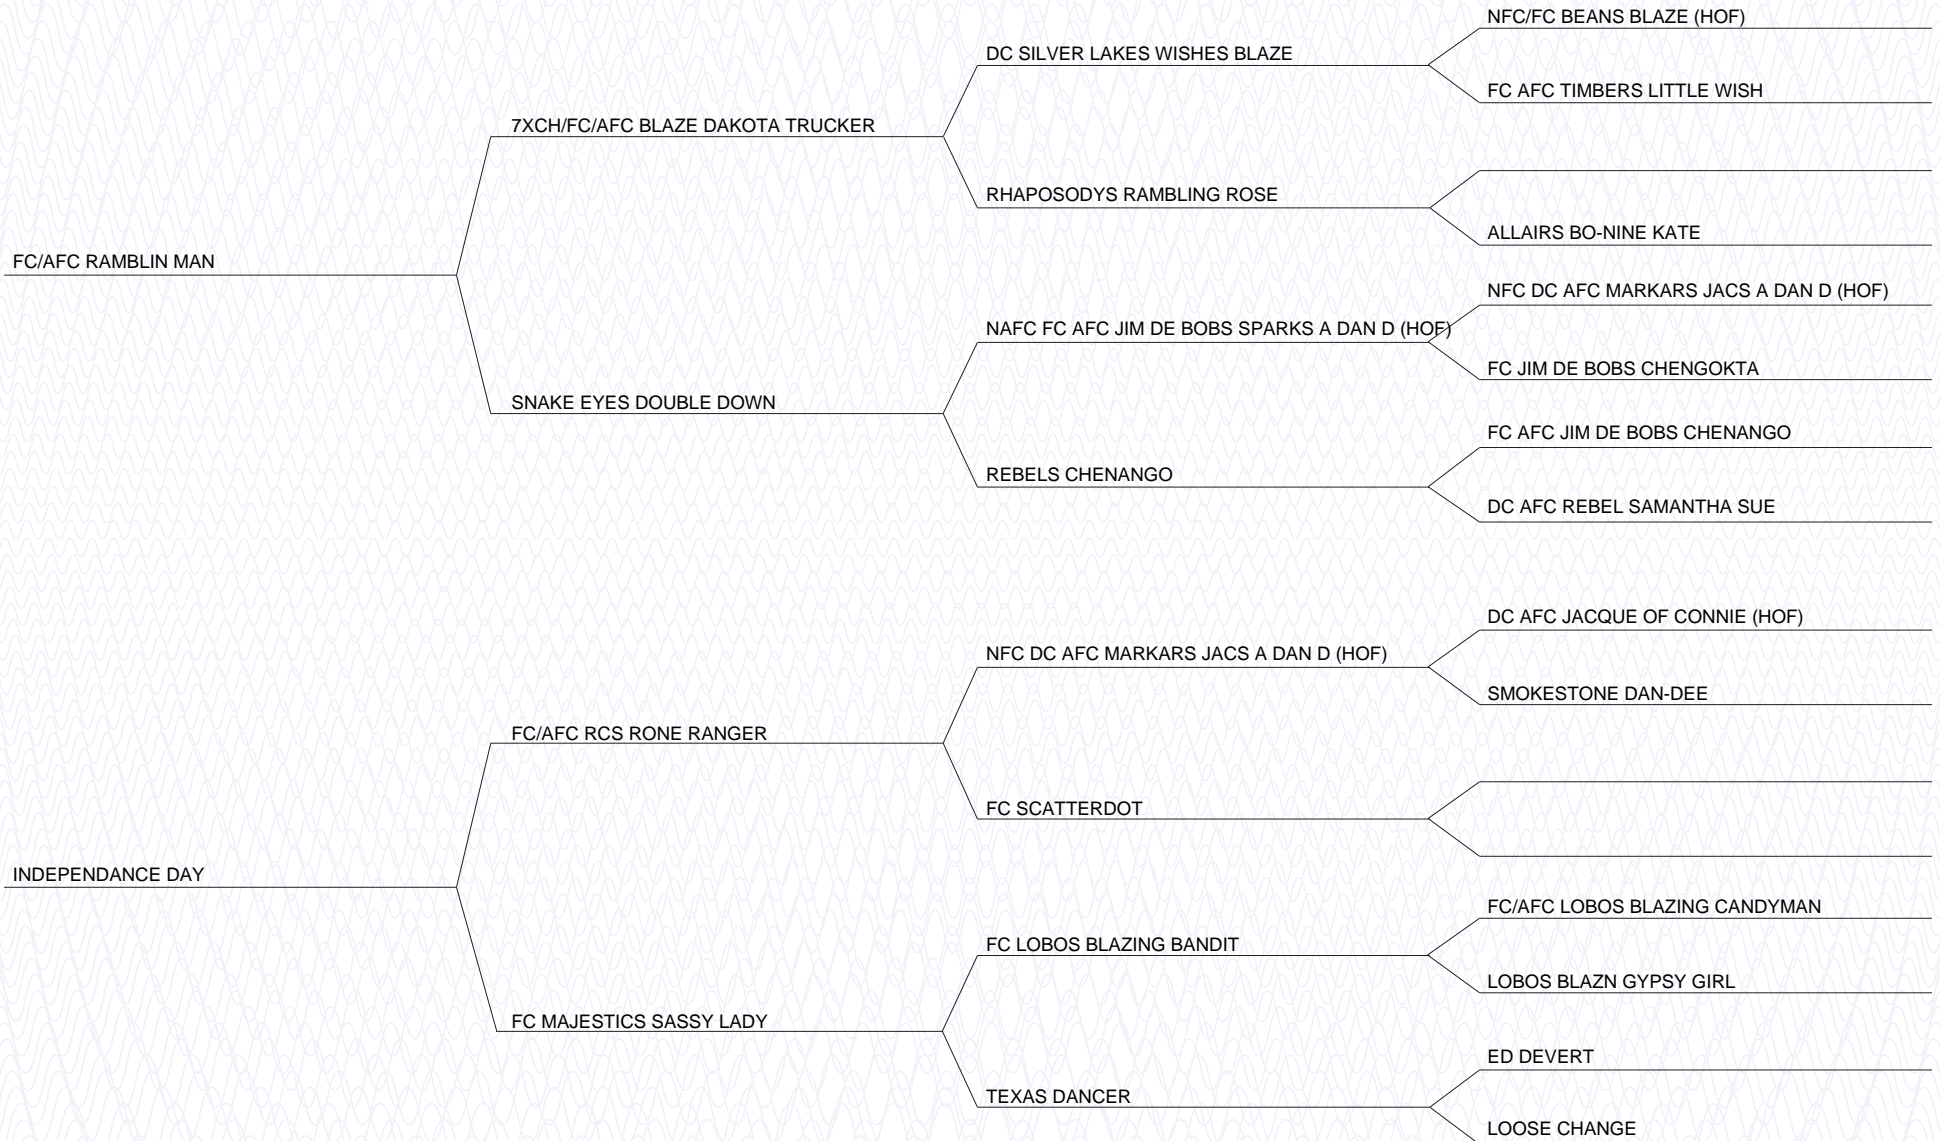 NFC/FC BEANS BLAZE (HOF)
DC SILVER LAKES WISHES BLAZE
FC AFC TIMBERS LITTLE WISH
7XCH/FC/AFC BLAZE DAKOTA TRUCKER
RHAPOSODYS RAMBLING ROSE
ALLAIRS BO-NINE KATE
FC/AFC RAMBLIN MAN
NFC DC AFC MARKARS JACS A DAN D (HOF)
NAFC FC AFC JIM DE BOBS SPARKS A DAN D (HOF)
FC JIM DE BOBS CHENGOKTA
SNAKE EYES DOUBLE DOWN
FC AFC JIM DE BOBS CHENANGO
REBELS CHENANGO
DC AFC REBEL SAMANTHA SUE
DC AFC JACQUE OF CONNIE (HOF)
NFC DC AFC MARKARS JACS A DAN D (HOF)
SMOKESTONE DAN-DEE
FC/AFC RCS RONE RANGER
FC SCATTERDOT
INDEPENDANCE DAY
FC/AFC LOBOS BLAZING CANDYMAN
FC LOBOS BLAZING BANDIT
LOBOS BLAZN GYPSY GIRL
FC MAJESTICS SASSY LADY
ED DEVERT
TEXAS DANCER
LOOSE CHANGE